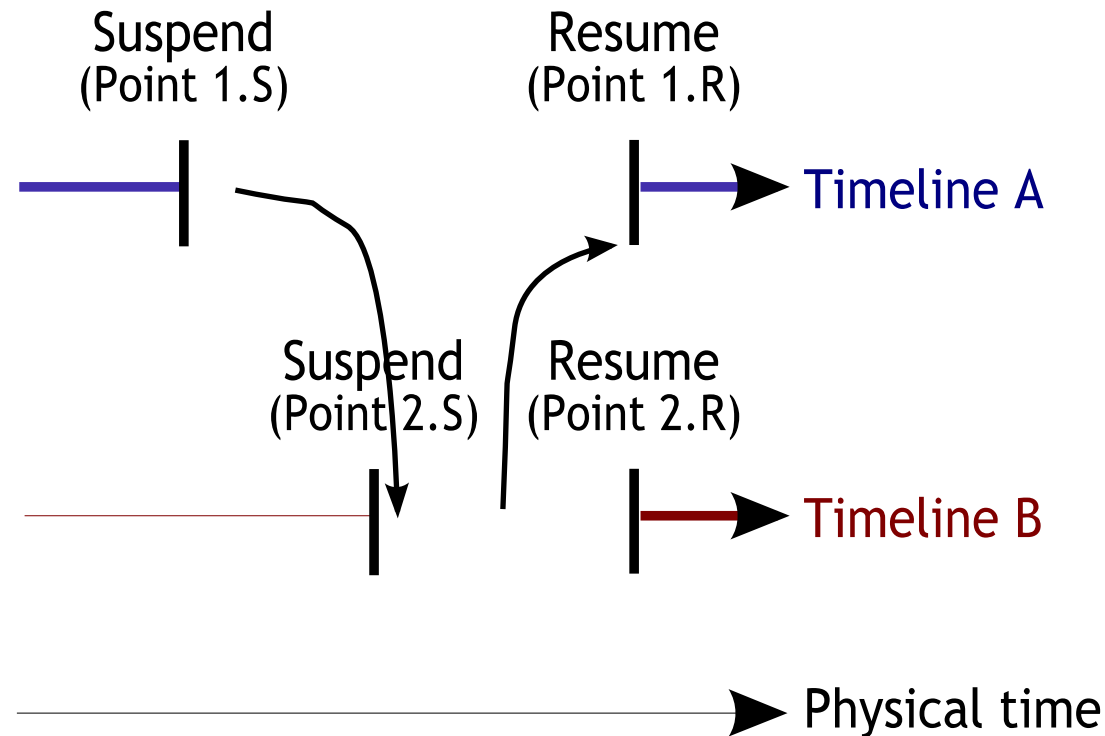 Suspend
(Point 1.S)
Resume
(Point 1.R)
Timeline A
Suspend
(Point 2.S)
Resume
(Point 2.R)
Timeline B
Physical time